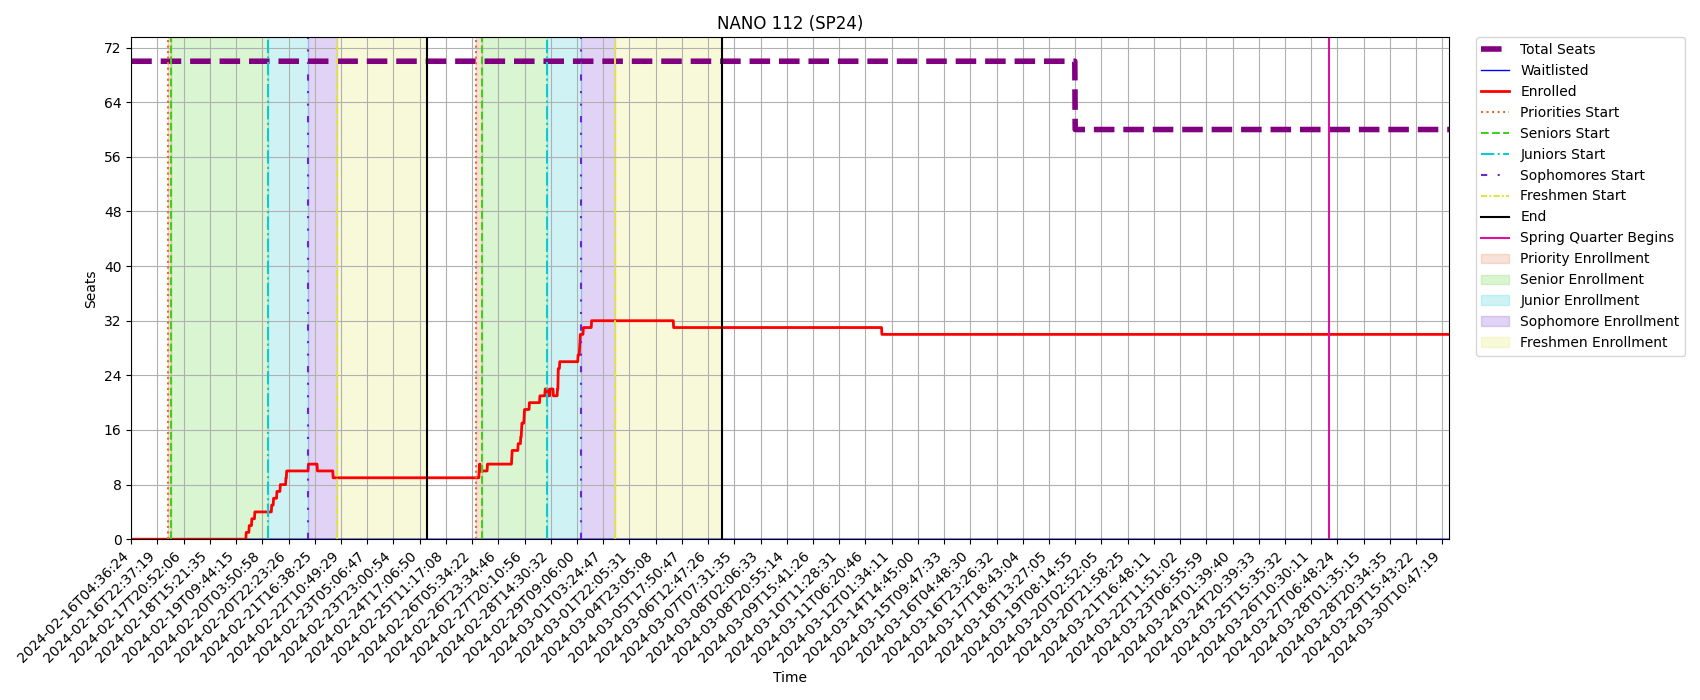 NANO 112 (SP24)
72
64
56
48
40
32
24
16
8
0
Seats
2024-02-16T04:36:24
2024-02-16T22:37:19
2024-02-17T20:52:06
2024-02-18T15:21:35
2024-02-19T09:44:15
2024-02-20T03:50:58
2024-02-20T22:23:26
2024-02-21T16:38:25
2024-02-22T10:49:29
2024-02-23T05:06:47
2024-02-23T23:00:54
2024-02-24T17:06:50
2024-02-25T11:17:08
2024-02-26T05:34:22
2024-02-26T23:34:46
2024-02-27T20:10:56
2024-02-28T14:30:32
2024-02-29T09:06:00
2024-03-01T03:24:47
2024-03-01T22:05:31
2024-03-04T23:05:08
2024-03-05T17:50:47
2024-03-06T12:47:26
2024-03-07T07:31:35
2024-03-08T02:06:33
2024-03-08T20:55:14
2024-03-09T15:41:26
2024-03-10T11:28:31
2024-03-11T06:20:46
2024-03-12T01:34:11
2024-03-14T14:45:00
2024-03-15T09:47:33
2024-03-16T04:48:30
2024-03-16T23:26:32
2024-03-17T18:43:04
2024-03-18T13:27:05
2024-03-19T08:14:55
2024-03-20T02:52:05
2024-03-20T21:58:25
2024-03-21T16:48:11
2024-03-22T11:51:02
2024-03-23T06:55:59
2024-03-24T01:39:40
2024-03-24T20:39:33
2024-03-25T15:35:32
2024-03-26T10:30:11
2024-03-27T06:48:24
2024-03-28T01:35:15
2024-03-28T20:34:35
2024-03-29T15:43:22
2024-03-30T10:47:19
Time
Total Seats
Waitlisted
Enrolled
Priorities Start
Seniors Start
Juniors Start
Sophomores Start
Freshmen Start
End
Spring Quarter Begins
Priority Enrollment
Senior Enrollment
Junior Enrollment
Sophomore Enrollment
Freshmen Enrollment